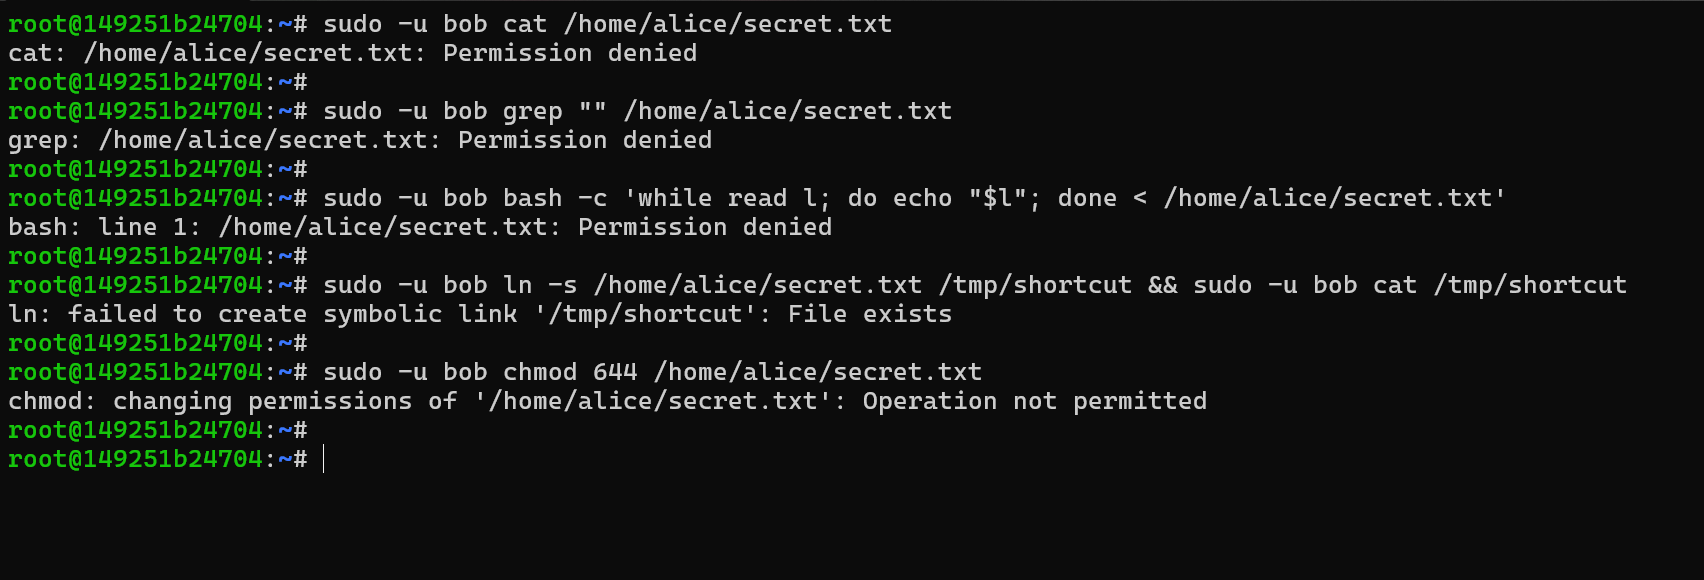 root@149251b24704:~# sudo -u bob cat /home/alice/secret.txt
cat: /home/alice/secret.txt: Permission denied
root@149251b24704:~#
root@149251b24704:~# sudo -u bob grep "" /home/alice/secret.txt
grep: /home/alice/secret.txt: Permission denied
root@149251b24704:~#
root@149251b24704:~# sudo -u bob bash -c 'while read l; do echo "$l"; done < /home/alice/secret.txt'
bash: line 1: /home/alice/secret.txt: Permission denied
root@149251b24704:~#
root@149251b24704:~# sudo -u bob ln -s /home/alice/secret.txt /tmp/shortcut && sudo -u bob cat /tmp/shortcut
ln: failed to create symbolic link '/tmp/shortcut': File exists
root@149251b24704:~#
root@149251b24704:~# sudo -u bob chmod 644 /home/alice/secret.txt
chmod: changing permissions of '/home/alice/secret.txt': Operation not permitted
root@149251b24704:~#
root@149251b24704:~#